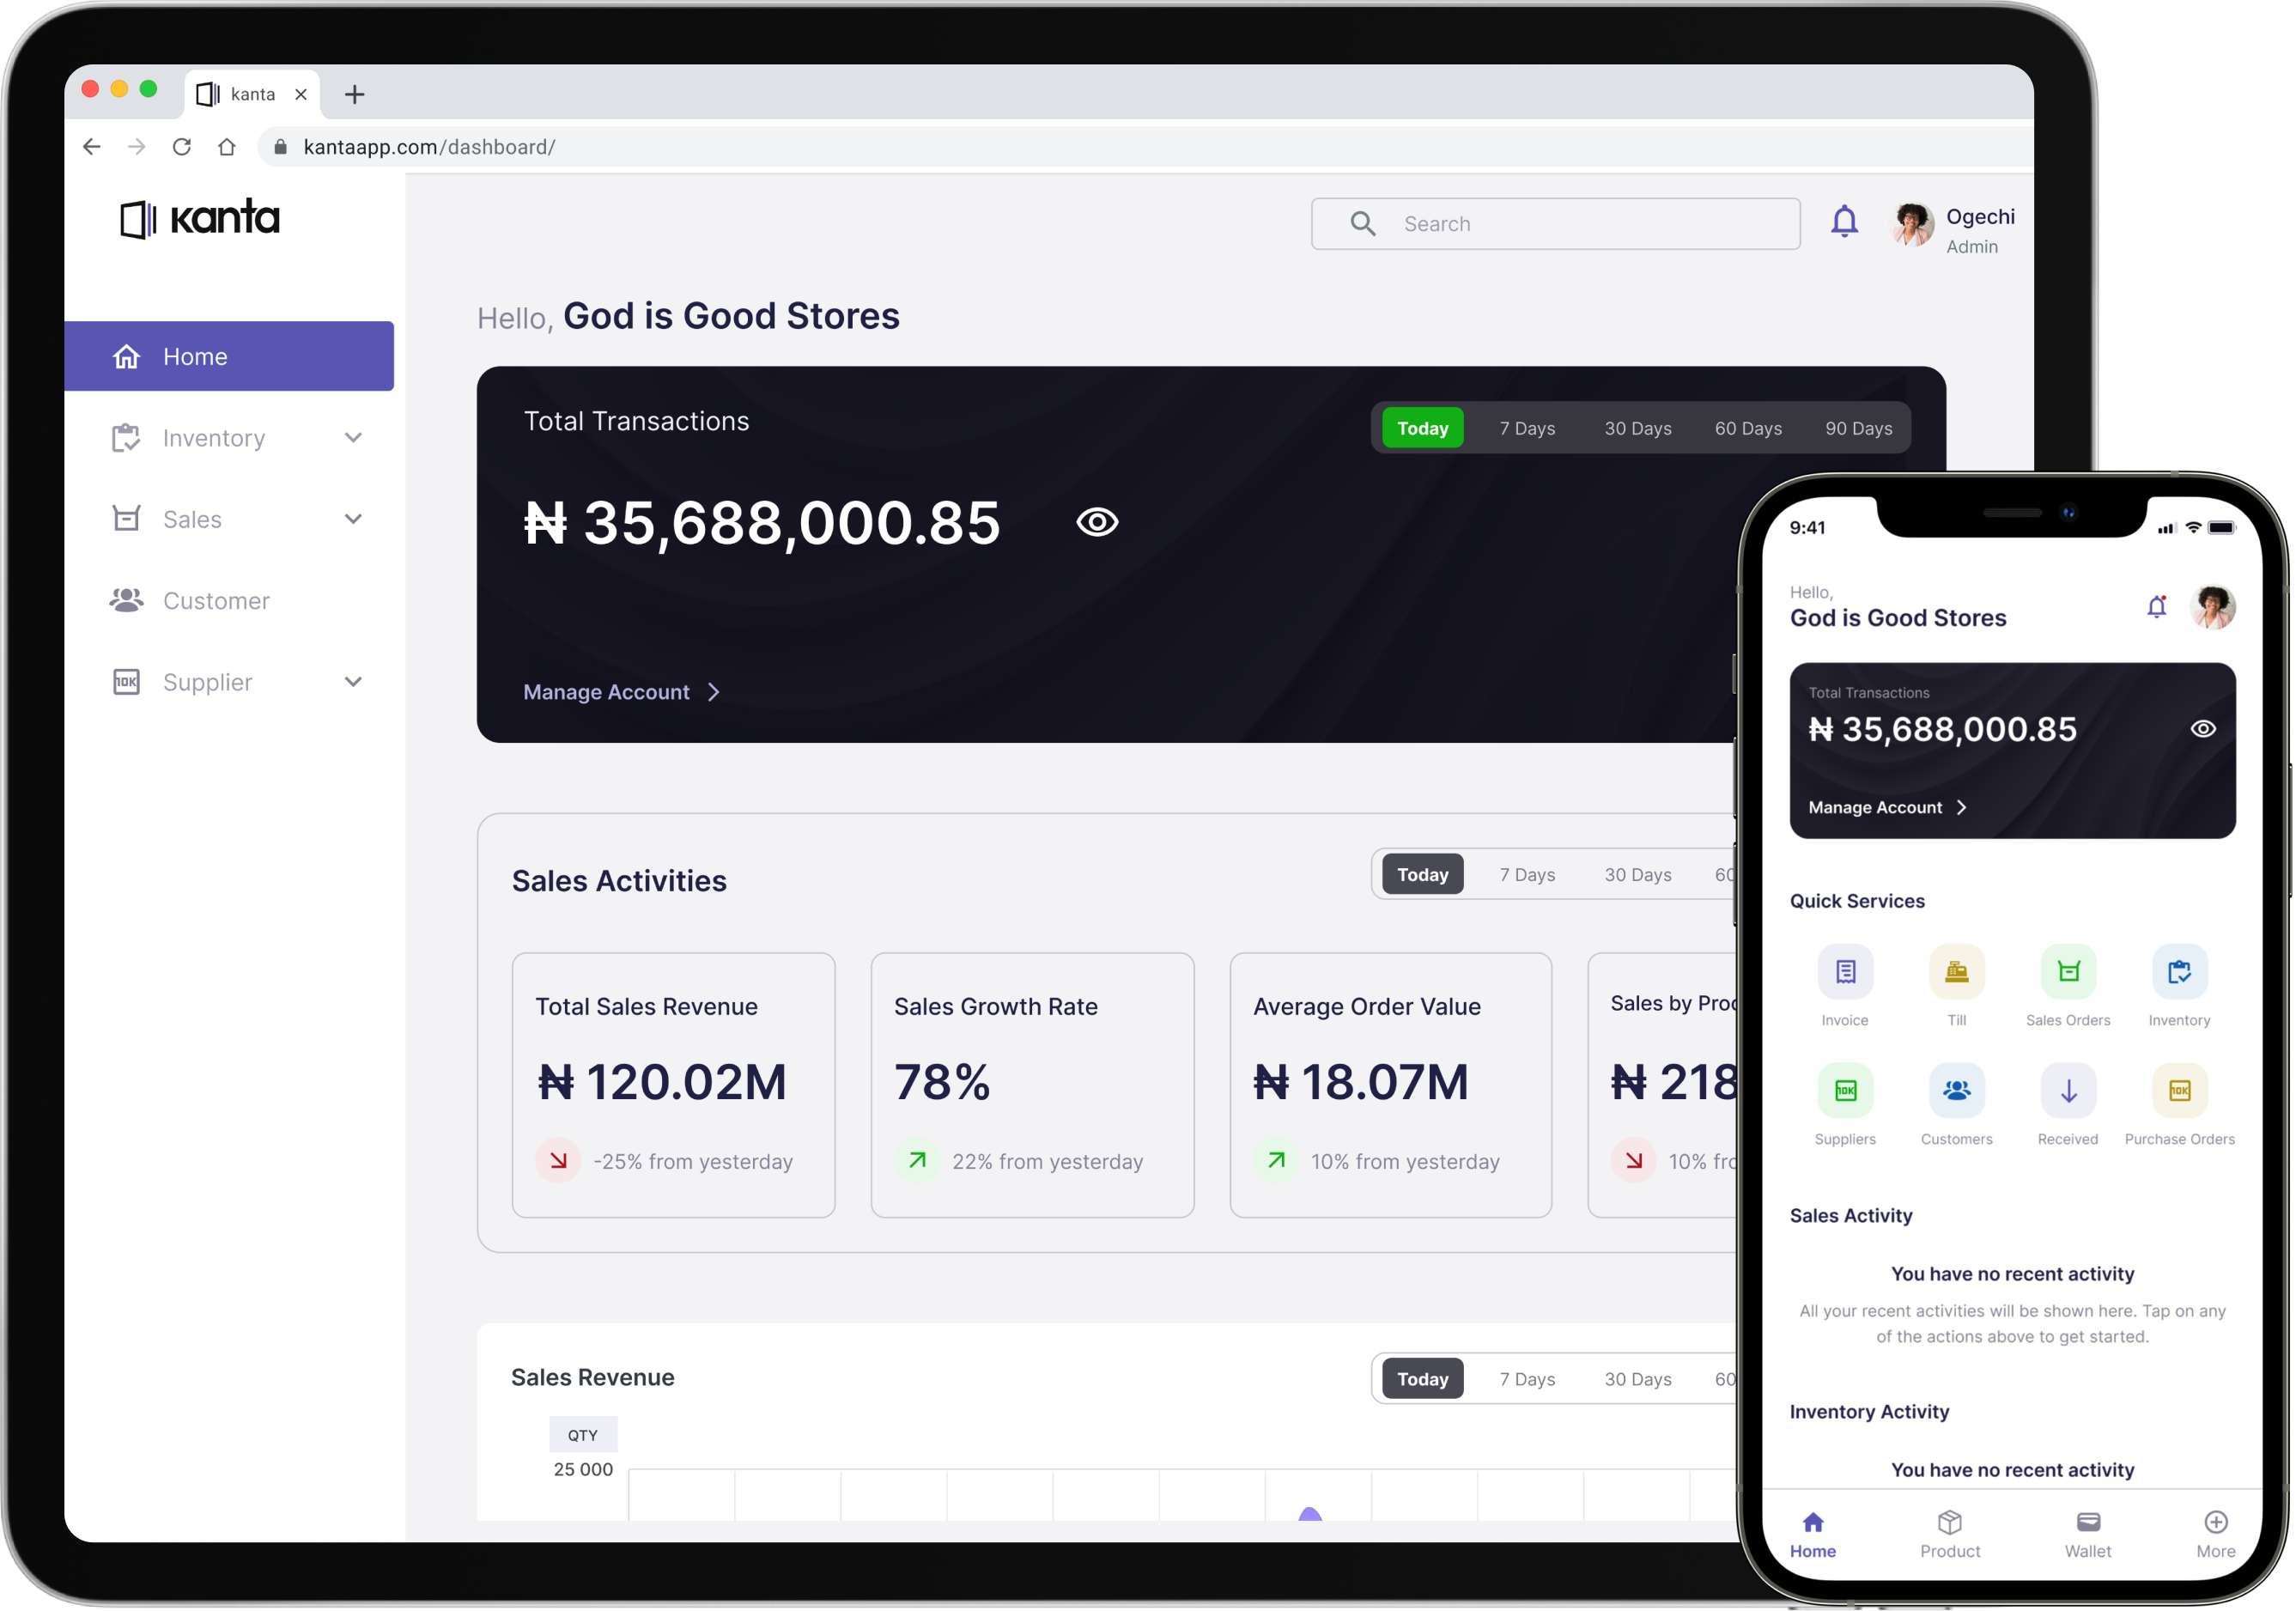 kanta
kantaapp.com/dashboard/
kanta
Search
Ogechi
Admin
Home
Inventory
Sales
Customer
10K
Supplier
Hello, God is Good Stores
Total Transactions
Today 7 Days 30 Days 60 Days 90 Days
₦ 35,688,000.85
Manage Account
Sales Activities
Today 7 Days 30 Days 60
Total Sales Revenue
₦ 120.02M
-25% from yesterday
Sales Growth Rate
78%
22% from yesterday
Average Order Value
₦ 18.07M
10% from yesterday
Sales by
₦ 218
10%
Sales Revenue
Today 7 Days 30 Days 60
QTY
25 000
9:41
Hello,
God is Good Stores
Total Transactions
₦ 35,688,000.85
Manage Account
Quick Services
Invoice Till Sales Orders Inventory
10K 10K
Suppliers Customers Received Purchase Orders
Sales Activity
You have no recent activity
All your recent activities will be shown here. Tap on any
of the actions above to get started.
Inventory Activity
You have no recent activity
Home Product Wallet More